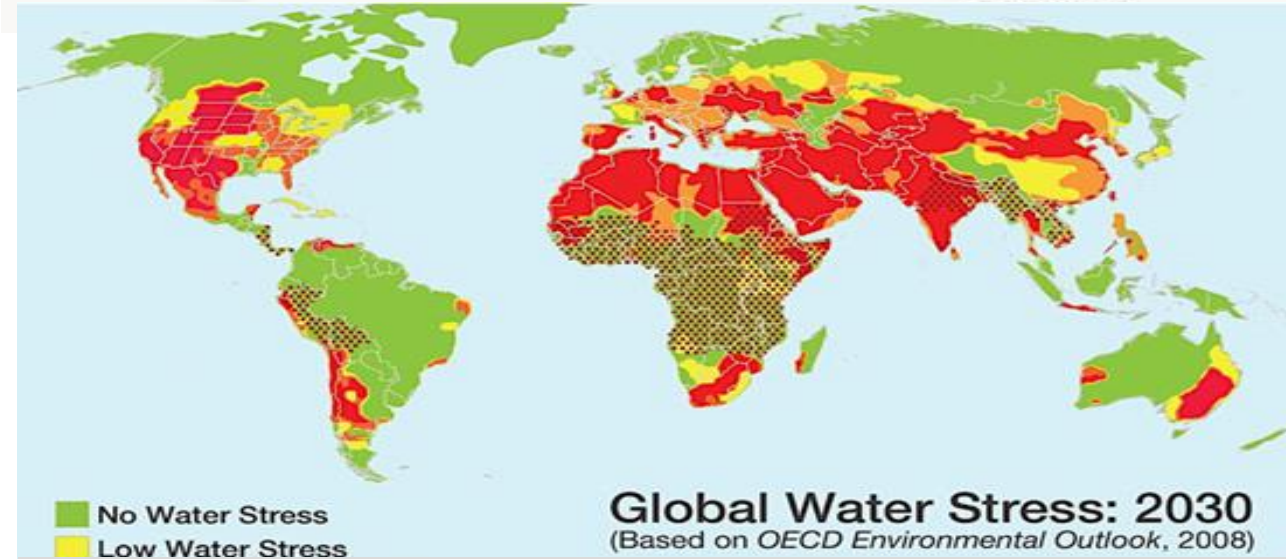 No Water Stress
Low Water Stress
Global Water Stress: 2030
(Based on OECD Environmental Outlook, 2008)